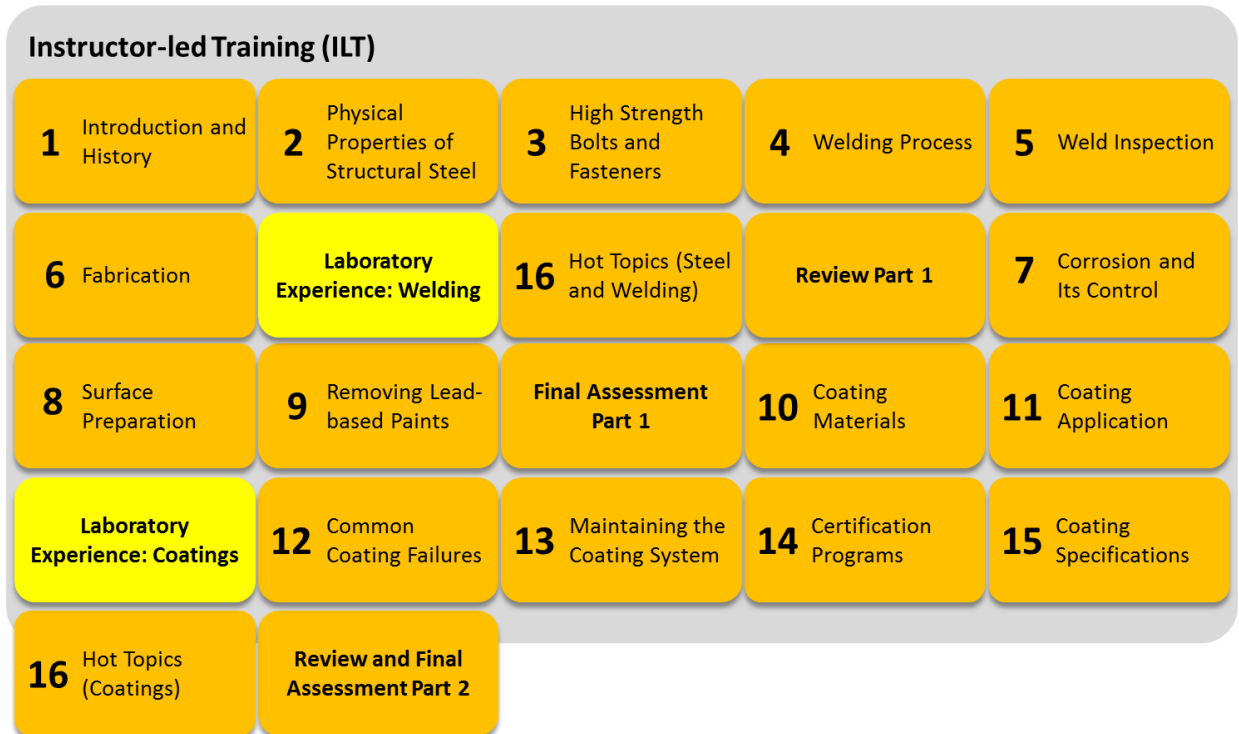 Instructor-led Training (ILT)
1 Introduction and
History
2 Physical
Properties of
Structural Steel
3 High Strength
Bolts and
Fasteners
4 Welding Process
5 Weld Inspection
6 Fabrication
Laboratory
Experience: Welding
16 Hot Topics (Steel
and Welding)
Review Part 1
7 Corrosion and
Its Control
8 Surface
Preparation
9 Removing Lead-
based Paints
Final Assessment
Part 1
10 Coating
Materials
11 Coating
Application
Laboratory
Experience: Coatings
12 Common
Coating Failures
13 Maintaining the
Coating System
14 Certification
Programs
15 Coating
Specifications
16 Hot Topics
(Coatings)
Review and Final
Assessment Part 2